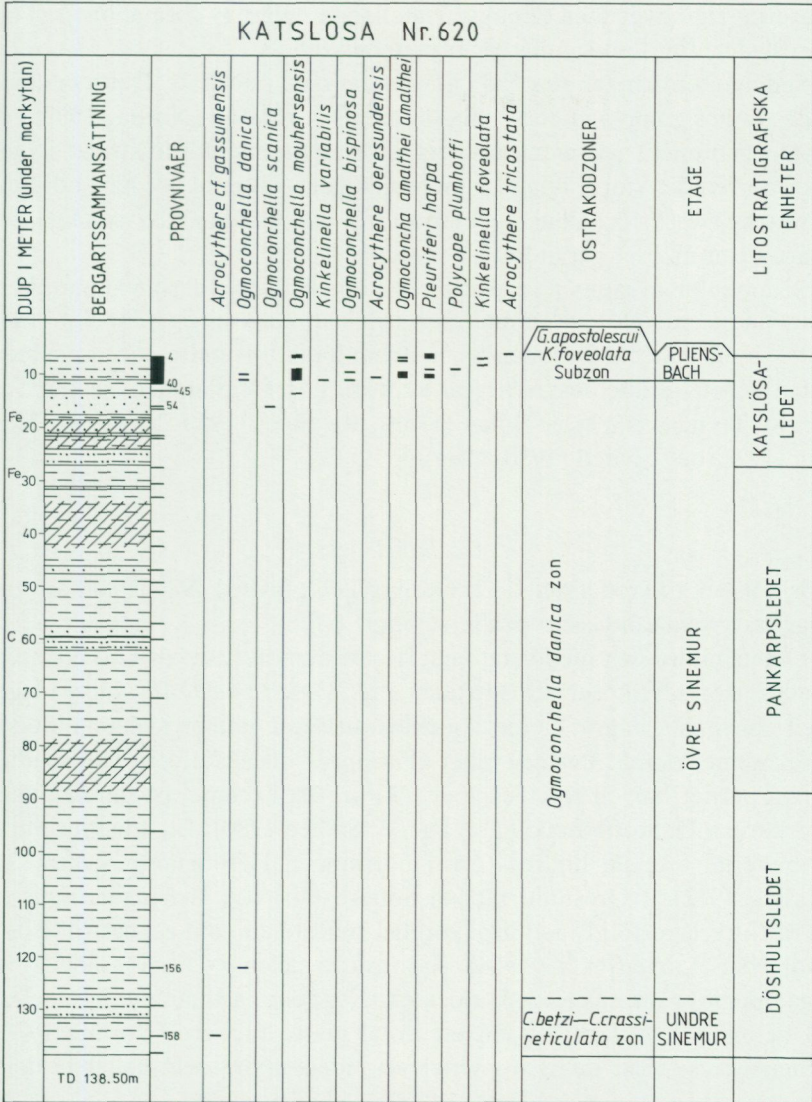 KATSLÖSA Nr.620
DJUP I METER (under markytan)
BERGARTSSAMMANSÄTTNING
PROVNIVÅER
Acrocythere cf. gassumensis
Ogmoconchella danica
Ogmoconchella scanica
Ogmoconchella mouhersensis
Kinkelinella variabilis
Ogmoconchella bispinosa
Acrocythere oeresundensis
Ogmoconcha amalthei amalthei
Pleuriferi harpa
Polycope plumhoffi
Kinkelinella foveolata
Acrocythere tricostata
OSTRAKODZONER
ETAGE
LITOSTRATIGRAFISKA
ENHETER
G.apostolescui
—K.foveolata
Subzon
PLIENS-
BACH
KATSLÖSA-
LEDET
4
10
40
45
54
Fe
20
Fe
30
40
50
C
60
70
80
90
100
110
120
156
130
158
Ogmoconchella danica zon
ÖVRE SINEMUR
PANKARPSLEDET
DÖSHULTSLEDET
C.betzi—C.crassi-
reticulata zon
UNDRE
SINEMUR
TD 138.50m